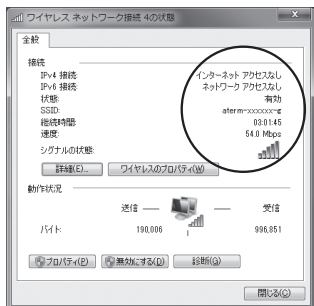 ワイヤレス ネットワーク接続 4の状態
全般
接続
IPv4 接続: インターネット アクセスなし
IPv6 接続: ネットワーク アクセスなし
状態: 有効
SSID: aterm-xxxxxx-g
継続時間: 03:01:45
速度: 54.0 Mbps
シグナルの状態:
詳細(E)... ワイヤレスのプロパティ(W)
動作状況
送信 — — 受信
バイト: 190,006 996,851
プロパティ(P) 無効にする(D) 診断(G)
閉じる(C)